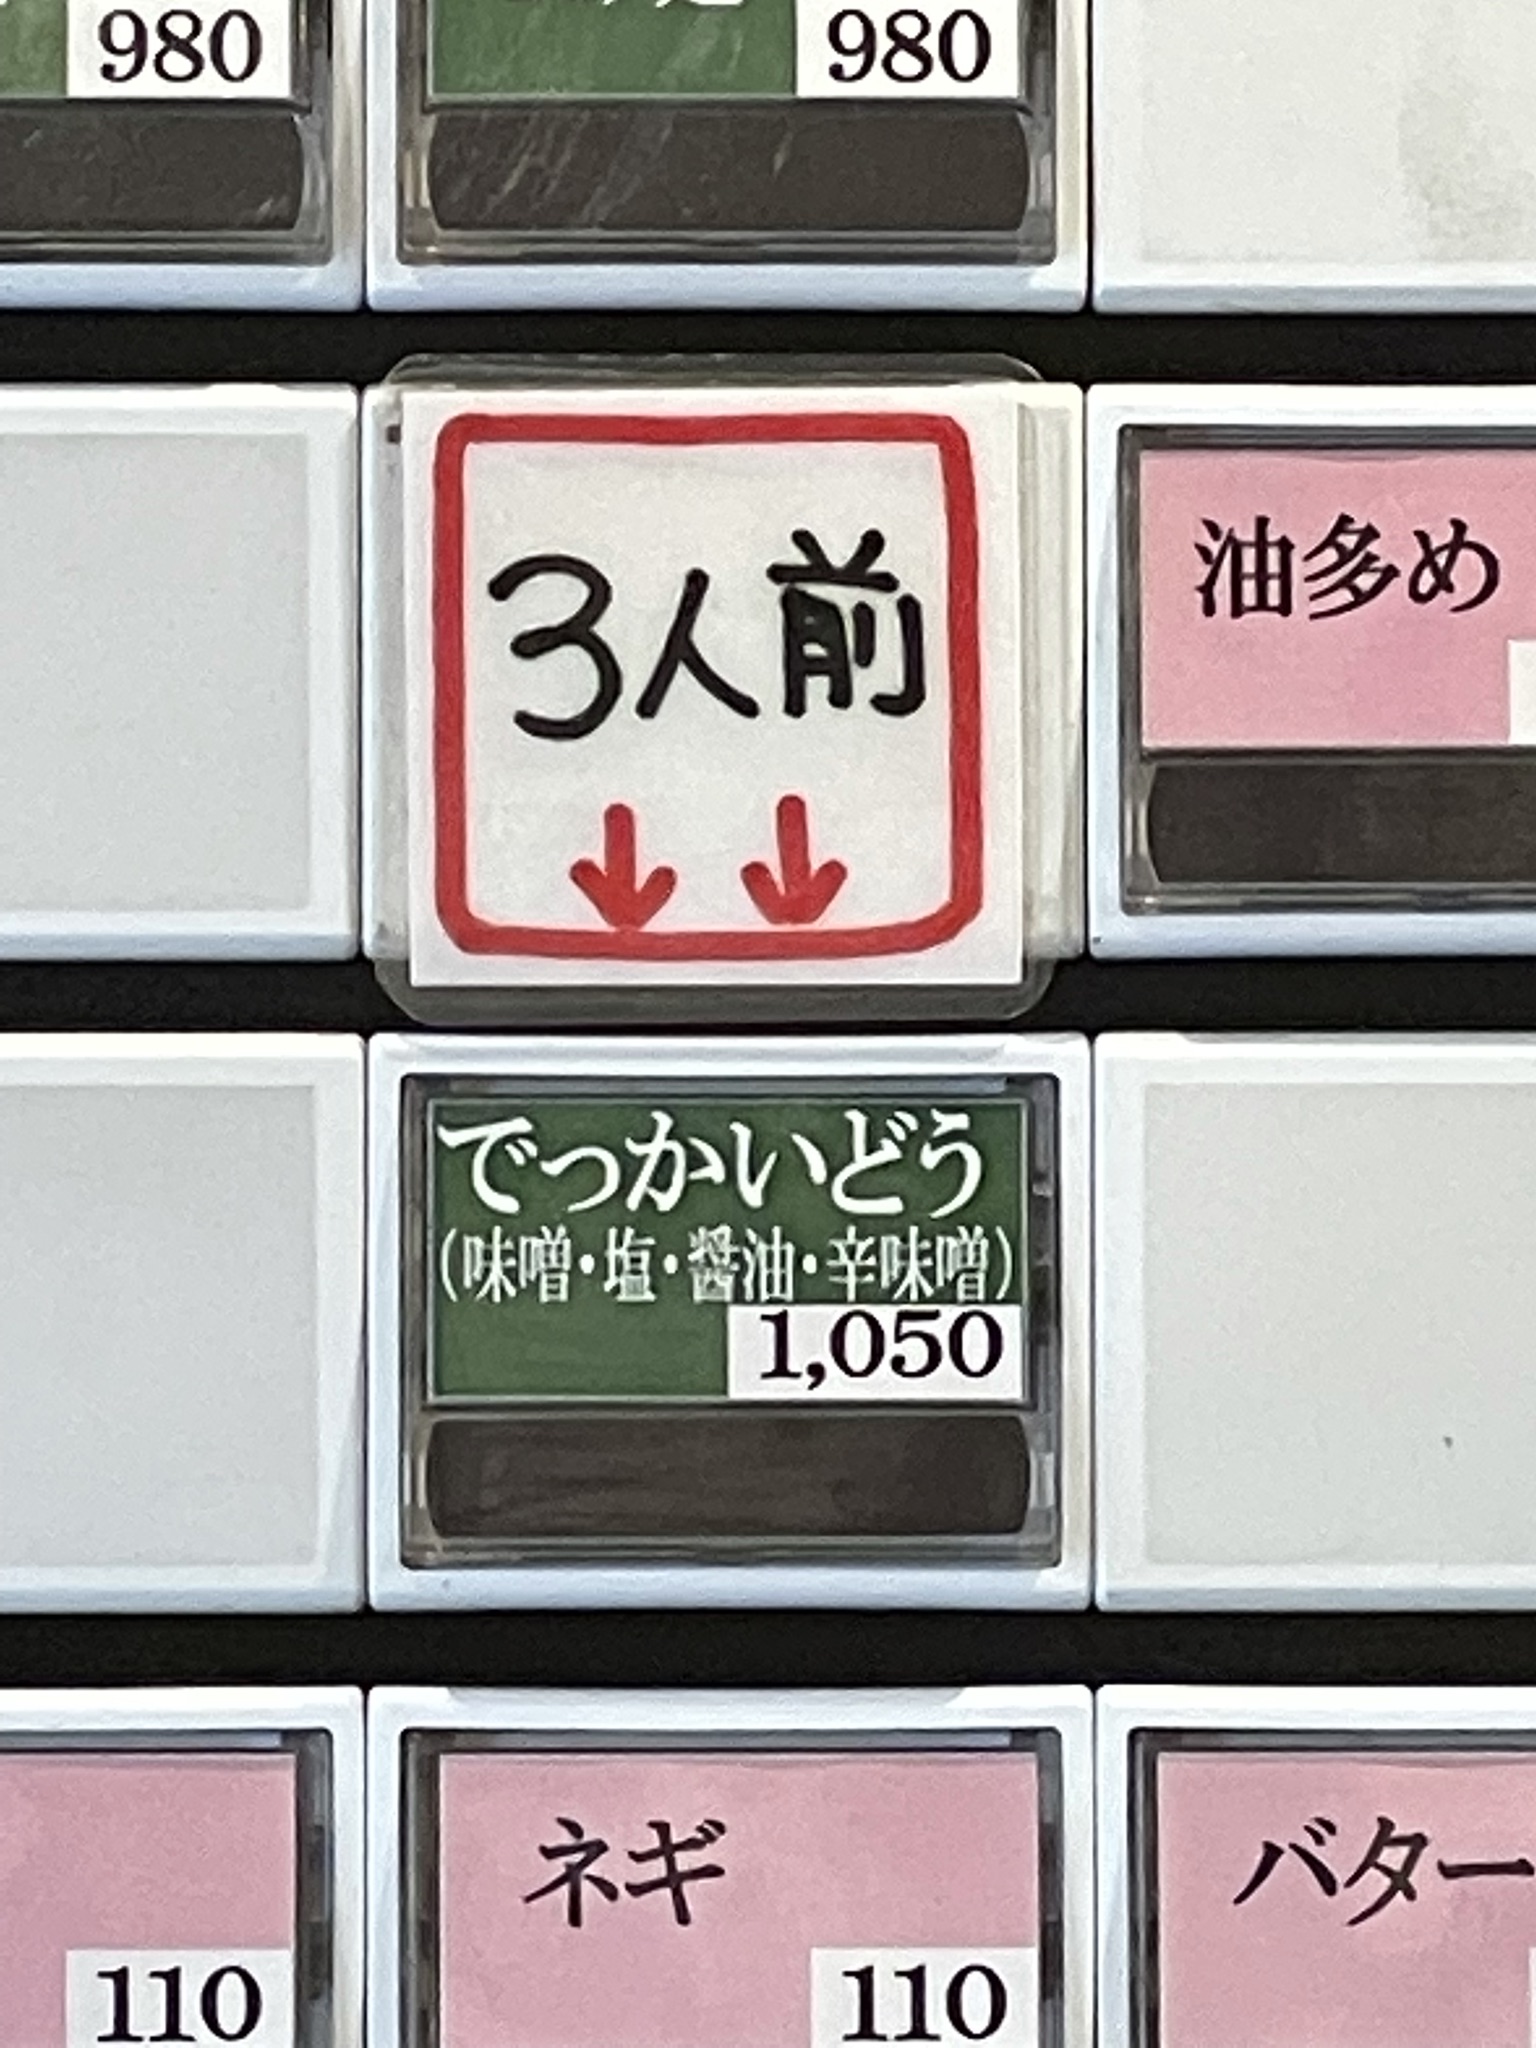 980
980
3人前
↓ ↓
油多め
でっかいどう
(味噌・塩・醤油・辛味噌)
1,050
ネギ
バター
110
110